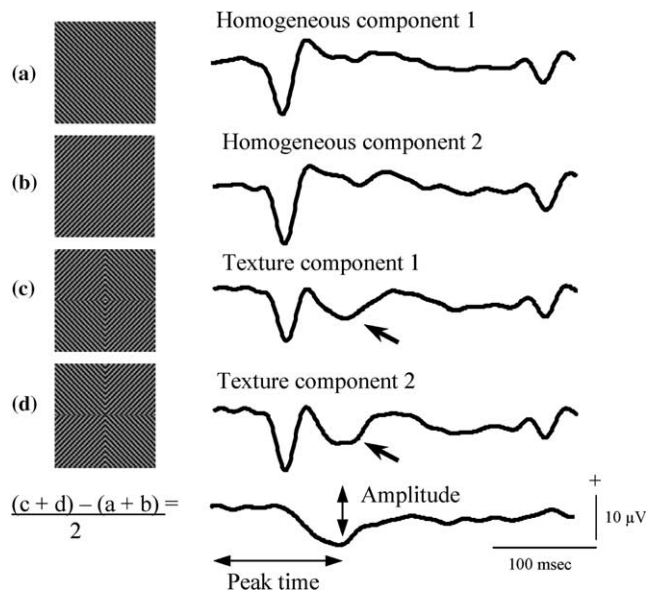 Homogeneous component 1
(a)
Homogeneous component 2
(b)
Texture component 1
(c)
Texture component 2
(d)
(c + d) – (a + b) =
2
Amplitude
+
10 µV
100 msec
Peak time